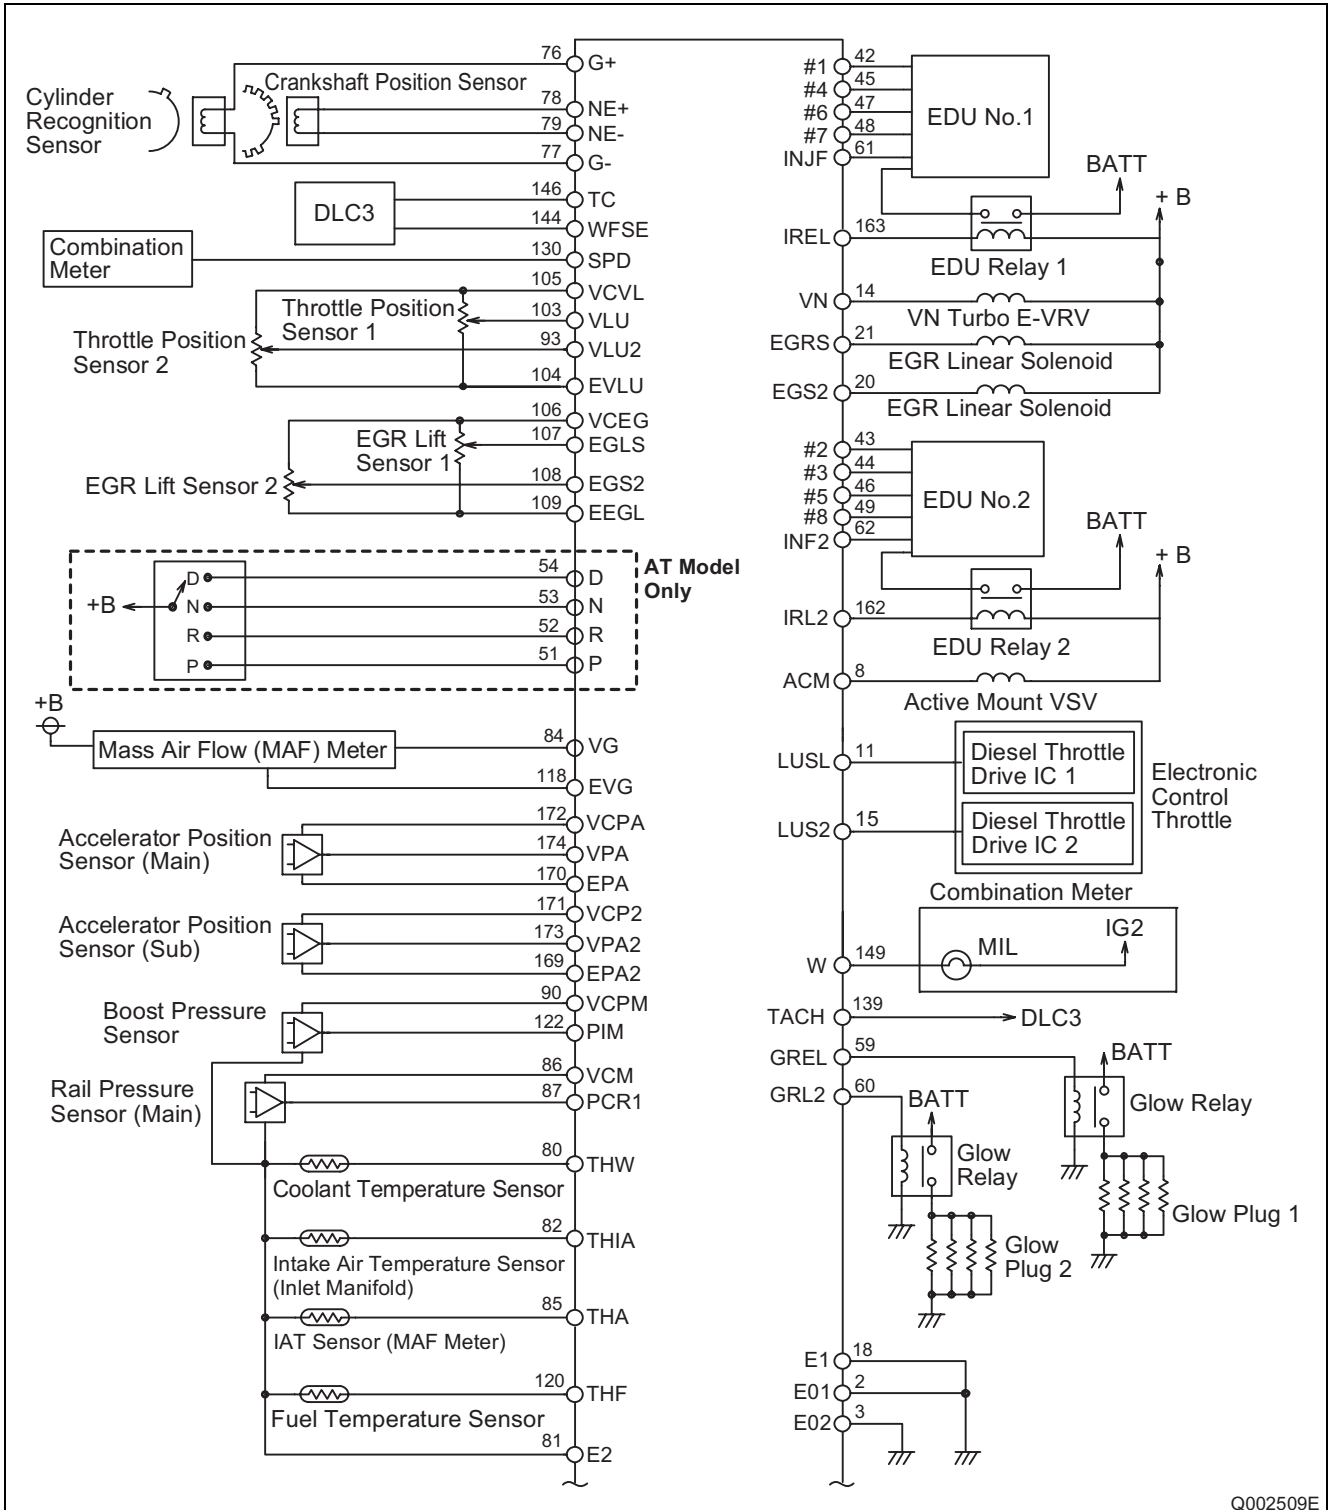 76 G+
Crankshaft Position Sensor
Cylinder
Recognition
Sensor
78 NE+
79 NE-
77 G-
DLC3
146 TC
144 WFSE
Combination
Meter
130 SPD
105 VCVL
Throttle Position
Sensor 1
103 VLU
Throttle Position
Sensor 2
93 VLU2
104 EVLU
106 VCEG
EGR Lift
Sensor 1
107 EGLS
EGR Lift Sensor 2
108 EGS2
109 EEGL
AT Model
Only
+B
D 54 D
N 53 N
R 52 R
P 51 P
+B
Mass Air Flow (MAF) Meter
84 VG
118 EVG
Accelerator Position
Sensor (Main)
172 VCPA
174 VPA
170 EPA
Accelerator Position
Sensor (Sub)
171 VCP2
173 VPA2
169 EPA2
Boost Pressure
Sensor
90 VCPM
122 PIM
Rail Pressure
Sensor (Main)
86 VCM
87 PCR1
80 THW
Coolant Temperature Sensor
82 THIA
Intake Air Temperature Sensor
(Inlet Manifold)
85 THA
IAT Sensor (MAF Meter)
120 THF
Fuel Temperature Sensor
81 E2
#1 42
#4 45
#6 47
#7 48
INJF 61
EDU No.1
BATT
+ B
IREL 163
EDU Relay 1
VN 14
VN Turbo E-VRV
EGRS 21
EGR Linear Solenoid
EGS2 20
EGR Linear Solenoid
#2 43
#3 44
#5 46
#8 49
INF2 62
EDU No.2
BATT
+ B
IRL2 162
EDU Relay 2
ACM 8
Active Mount VSV
LUSL 11
Diesel Throttle
Drive IC 1
LUS2 15
Diesel Throttle
Drive IC 2
Electronic
Control
Throttle
Combination Meter
W 149
MIL
IG2
TACH 139
DLC3
GREL 59
BATT
Glow Relay
GRL2 60
BATT
Glow
Relay
Glow Plug 1
Glow
Plug 2
E1 18
E01 2
E02 3
Q002509E